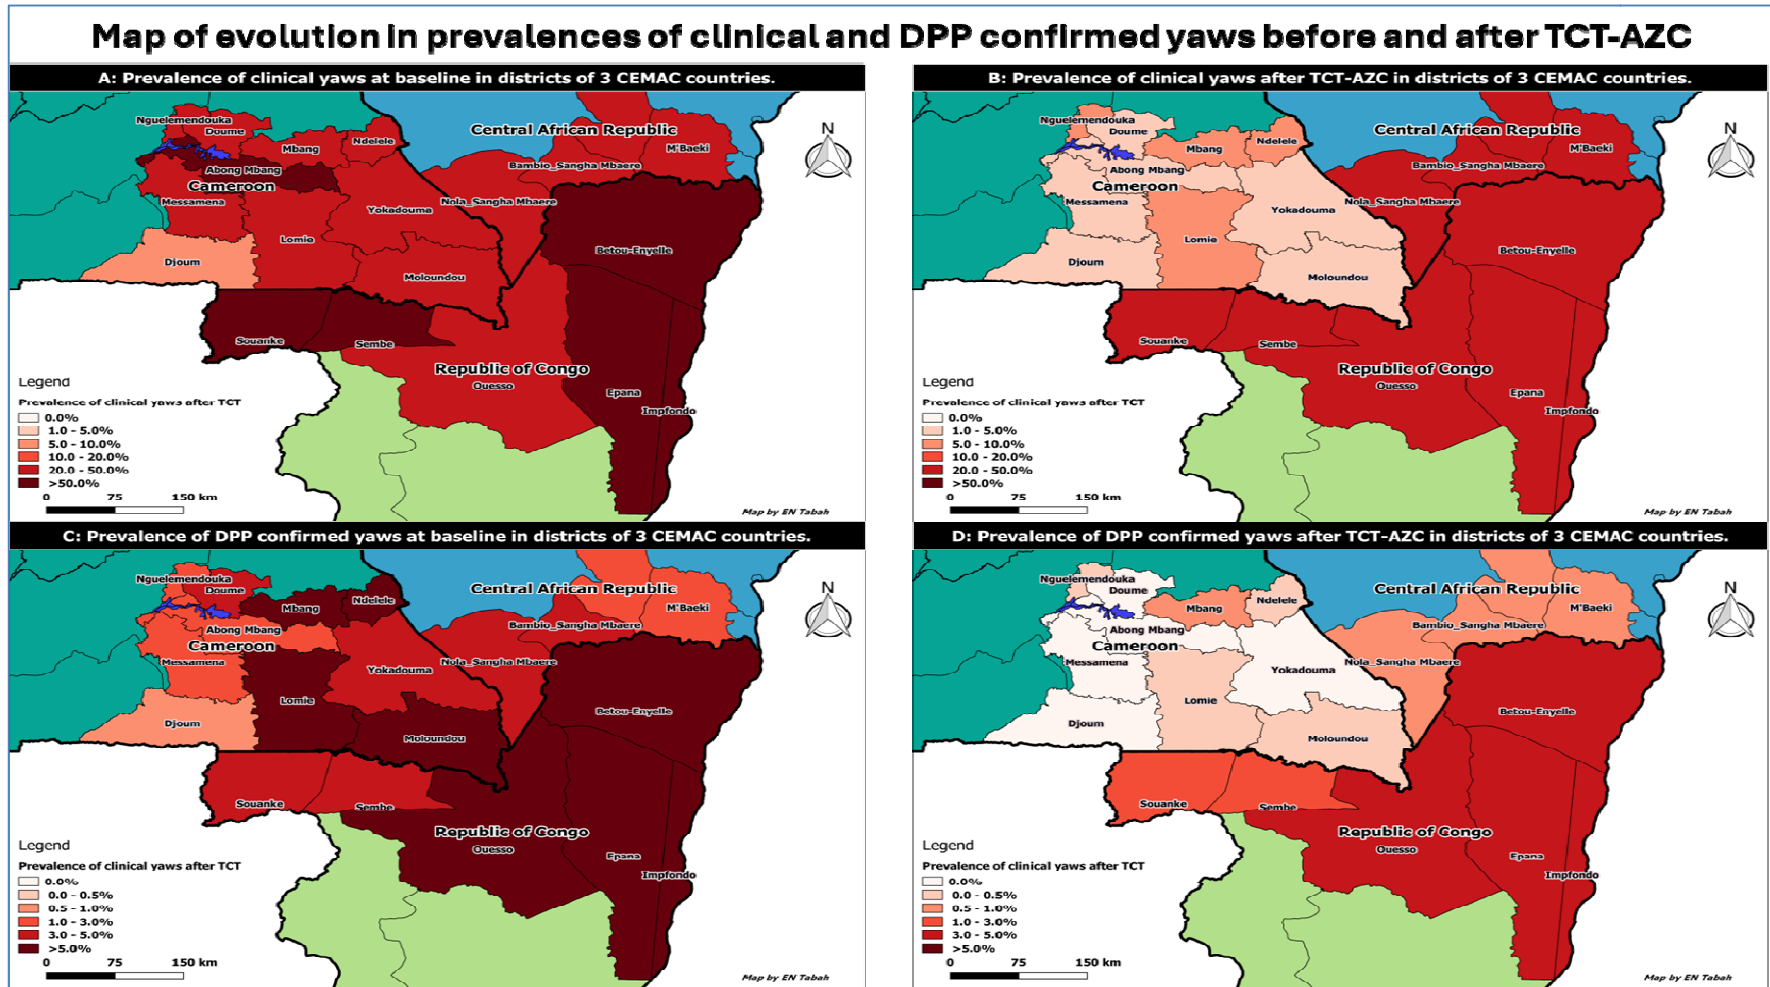 Map of evolution in prevalences of clinical and DPP confirmed yaws before and after TCT-AZC
A: Prevalence of clinical yaws at baseline in districts of 3 CEMAC countries.
Nguelemendouka
Doume
Mbang
Ndelele
Abong Mbang
Cameroon
Messamena
Yokadouma
Lomie
Djoum
Moloundou
Central African Republic
M'Baeki
Bambio_Sangha Mbaere
Nola_Sangha Mbaere
Betou-Enyelle
Souanke
Sembe
Republic of Congo
Ouesso
Epana
Impfondo
N
Legend
Prevalence of clinical yaws after TCT
0.0%
1.0 - 5.0%
5.0 - 10.0%
10.0 - 20.0%
20.0 - 50.0%
>50.0%
0 75 150 km
Map by EN Tabah
B: Prevalence of clinical yaws after TCT-AZC in districts of 3 CEMAC countries.
Nguelemendouka
Doume
Mbang
Ndelele
Abong Mbang
Cameroon
Messamena
Yokadouma
Lomie
Djoum
Moloundou
Central African Republic
M'Baeki
Bambio_Sangha Mbaere
Nola_Sangha Mbaere
Betou-Enyelle
Souanke
Sembe
Republic of Congo
Ouesso
Epana
Impfondo
N
Legend
Prevalence of clinical yaws after TCT
0.0%
1.0 - 5.0%
5.0 - 10.0%
10.0 - 20.0%
20.0 - 50.0%
>50.0%
0 75 150 km
Map by EN Tabah
C: Prevalence of DPP confirmed yaws at baseline in districts of 3 CEMAC countries.
Nguelemendouka
Doume
Mbang
Ndelele
Abong Mbang
Cameroon
Messamena
Yokadouma
Lomie
Djoum
Moloundou
Central African Republic
M'Baeki
Bambio_Sangha Mbaere
Nola_Sangha Mbaere
Betou-Enyelle
Souanke
Sembe
Republic of Congo
Ouesso
Epana
Impfondo
N
Legend
Prevalence of clinical yaws after TCT
0.0%
0.0 - 0.5%
0.5 - 1.0%
1.0 - 3.0%
3.0 - 5.0%
>5.0%
0 75 150 km
Map by EN Tabah
D: Prevalence of DPP confirmed yaws after TCT-AZC in districts of 3 CEMAC countries.
Nguelemendouka
Doume
Mbang
Ndelele
Abong Mbang
Cameroon
Messamena
Yokadouma
Lomie
Djoum
Moloundou
Central African Republic
M'Baeki
Bambio_Sangha Mbaere
Nola_Sangha Mbaere
Betou-Enyelle
Souanke
Sembe
Republic of Congo
Ouesso
Epana
Impfondo
N
Legend
Prevalence of clinical yaws after TCT
0.0%
0.0 - 0.5%
0.5 - 1.0%
1.0 - 3.0%
3.0 - 5.0%
>5.0%
0 75 150 km
Map by EN Tabah